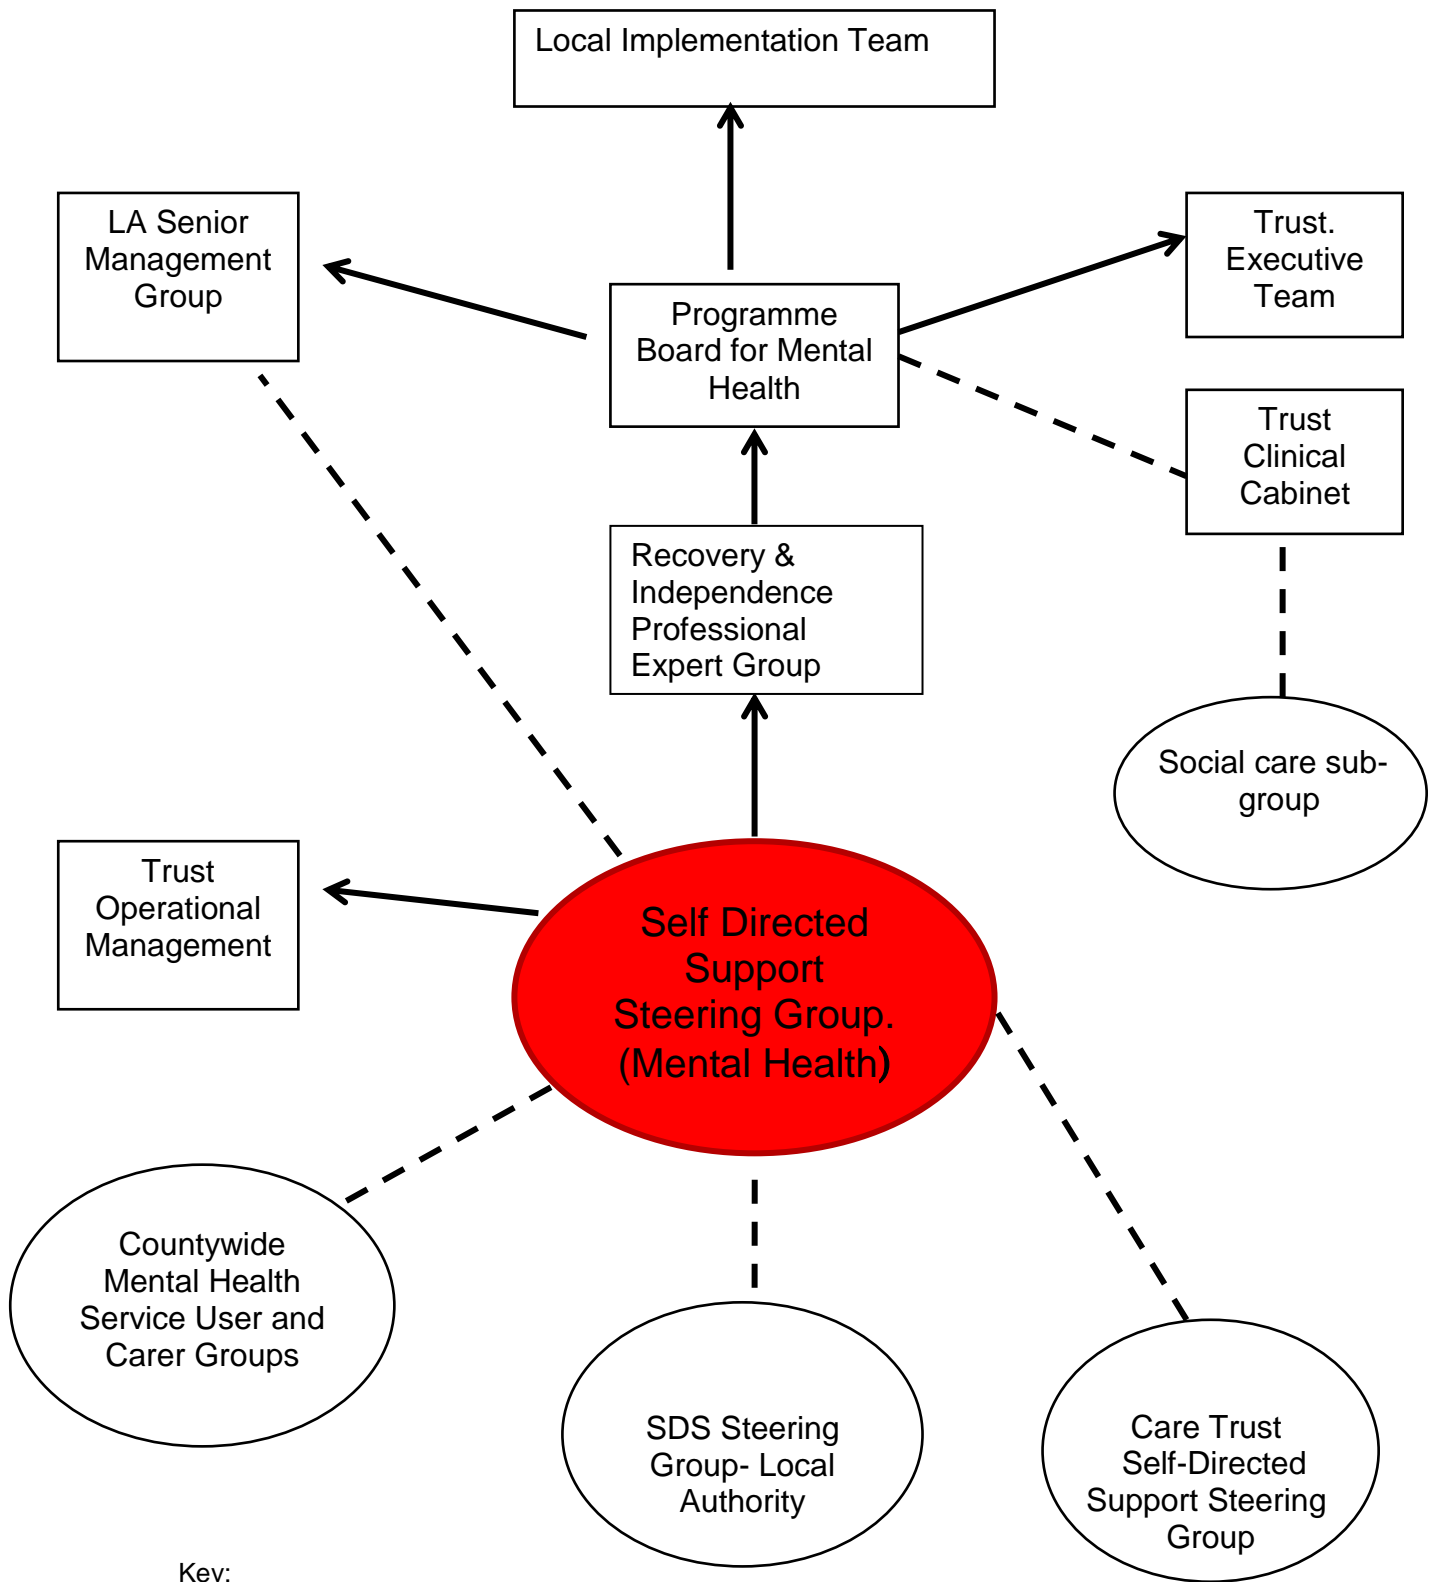 Local Implementation Team
LA Senior
Management
Group
Trust.
Executive
Team
Programme
Board for Mental
Health
Trust
Clinical
Cabinet
Recovery &
Independence
Professional
Expert Group
Social care sub-
group
Trust
Operational
Management
Self Directed
Support
Steering Group.
(Mental Health)
Countywide
Mental Health
Service User and
Carer Groups
SDS Steering
Group- Local
Authority
Care Trust
Self-Directed
Support Steering
Group
Key: